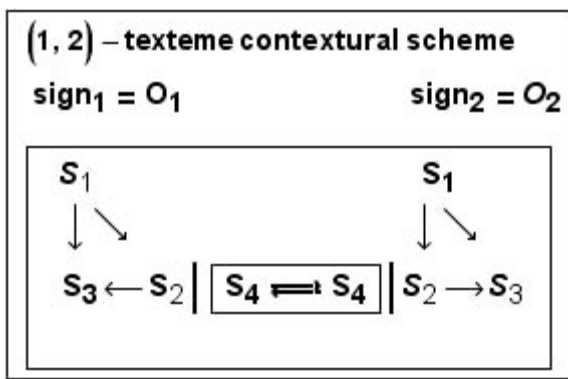 (1, 2) – texteme contextural scheme
sign₁ = O₁ sign₂ = O₂
S₁ S₁
↓ ↘ ↓ ↘
S₃ ← S₂ | S₄ ⇌ S₄ | S₂ → S₃